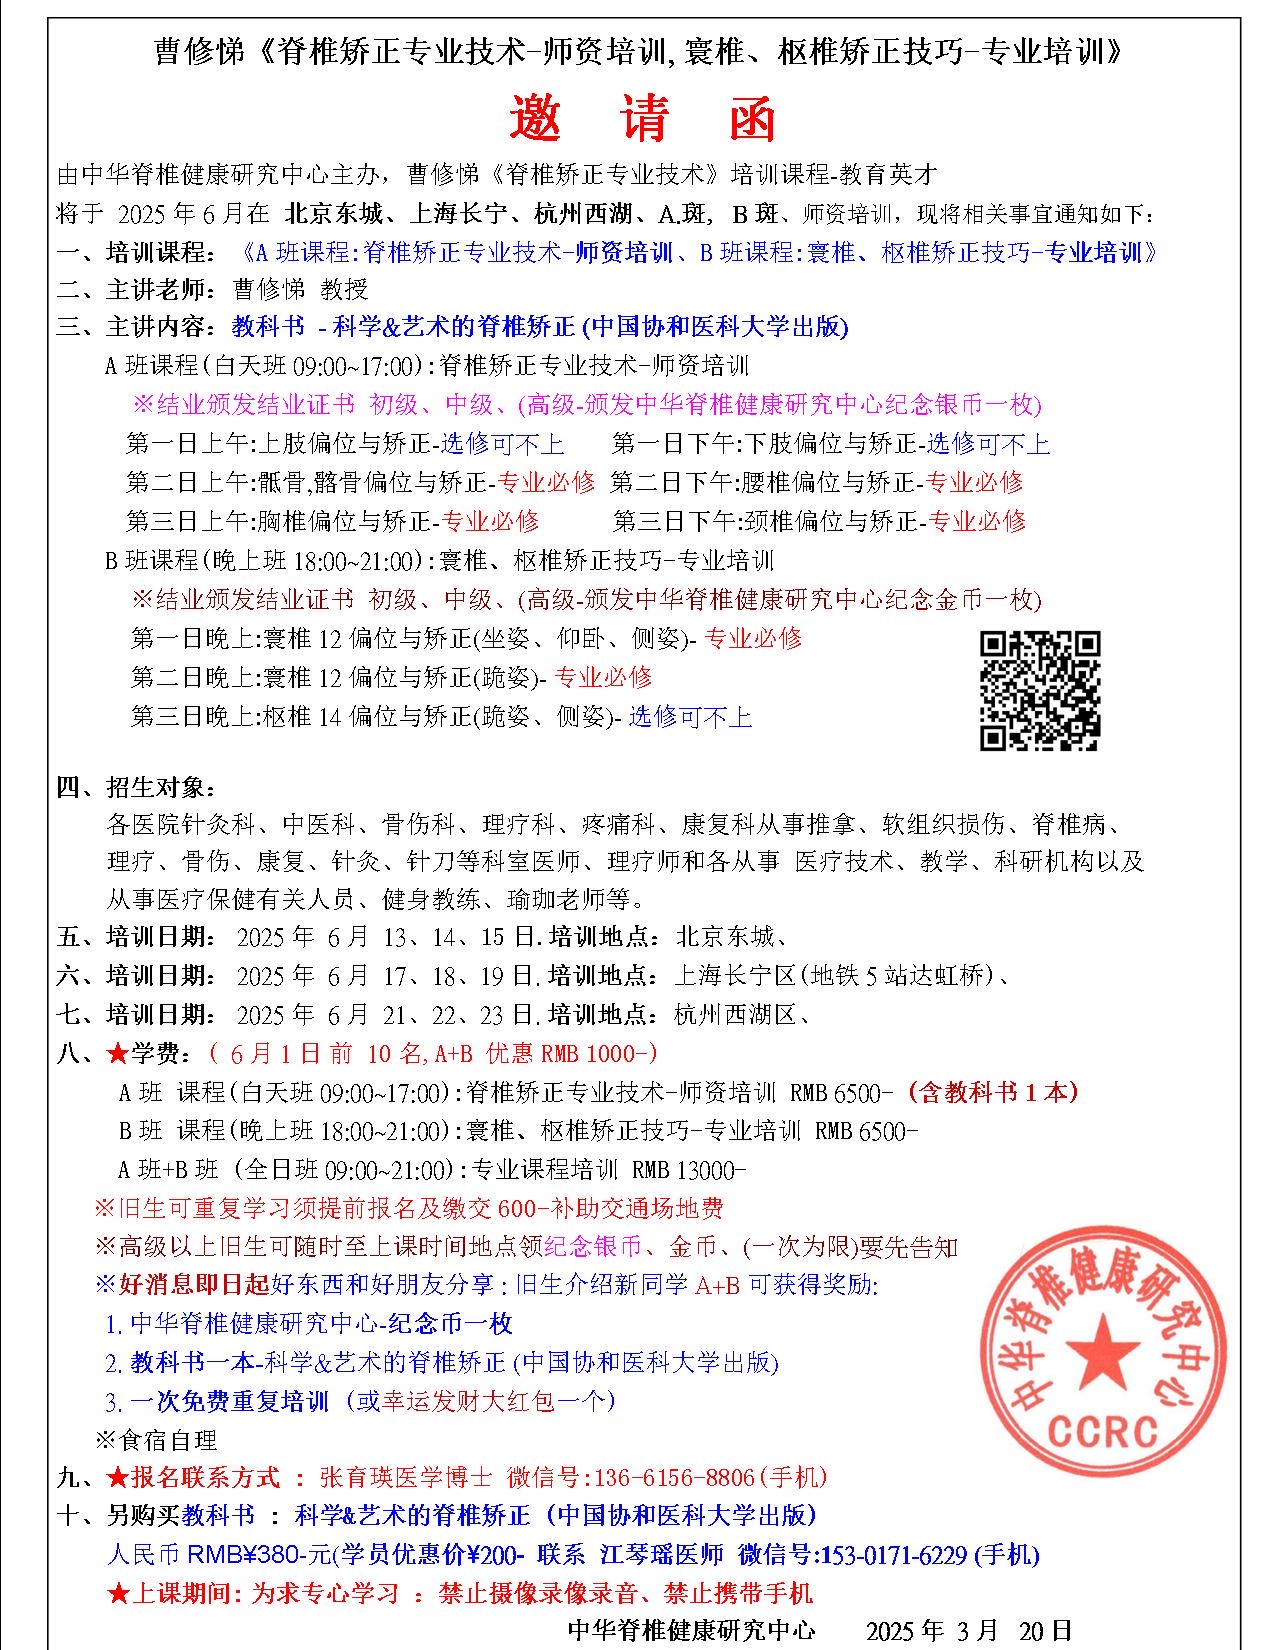 曹修悌《脊椎矫正专业技术-师资培训, 寰椎、枢椎矫正技巧-专业培训》
邀 请 函
由中华脊椎健康研究中心主办，曹修悌《脊椎矫正专业技术》培训课程-教育英才
将于 2025 年 6 月在 北京东城、上海长宁、杭州西湖、A.班, B 班、师资培训，现将相关事宜通知如下：
一、培训课程：《A 班课程:脊椎矫正专业技术-师资培训、B 班课程:寰椎、枢椎矫正技巧-专业培训》
二、主讲老师：曹修悌 教授
三、主讲内容：教科书 - 科学&艺术的脊椎矫正 (中国协和医科大学出版)
A 班课程(白天班 09:00~17:00):脊椎矫正专业技术-师资培训
※结业颁发结业证书 初级、中级、(高级-颁发中华脊椎健康研究中心纪念银币一枚)
第一日上午:上肢偏位与矫正-选修可不上 第一日下午:下肢偏位与矫正-选修可不上
第二日上午:骶骨,髂骨偏位与矫正-专业必修 第二日下午:腰椎偏位与矫正-专业必修
第三日上午:胸椎偏位与矫正-专业必修 第三日下午:颈椎偏位与矫正-专业必修
B 班课程(晚上班 18:00~21:00):寰椎、枢椎矫正技巧-专业培训
※结业颁发结业证书 初级、中级、(高级-颁发中华脊椎健康研究中心纪念金币一枚)
第一日晚上:寰椎 12 偏位与矫正(坐姿、仰卧、侧姿)- 专业必修
第二日晚上:寰椎 12 偏位与矫正(跪姿)- 专业必修
第三日晚上:枢椎 14 偏位与矫正(跪姿、侧姿)- 选修可不上
四、招生对象：
各医院针灸科、中医科、骨伤科、理疗科、疼痛科、康复科从事推拿、软组织损伤、脊椎病、
理疗、骨伤、康复、针灸、针刀等科室医师、理疗师和各从事 医疗技术、教学、科研机构以及
从事医疗保健有关人员、健身教练、瑜珈老师等。
五、培训日期： 2025 年 6 月 13、14、15 日. 培训地点：北京东城、
六、培训日期： 2025 年 6 月 17、18、19 日. 培训地点：上海长宁区(地铁 5 站达虹桥)、
七、培训日期： 2025 年 6 月 21、22、23 日. 培训地点：杭州西湖区、
八、★学费：( 6 月 1 日 前 10 名, A+B 优惠 RMB 1000-)
A 班 课程(白天班 09:00~17:00):脊椎矫正专业技术-师资培训 RMB 6500- (含教科书 1 本)
B 班 课程(晚上班 18:00~21:00):寰椎、枢椎矫正技巧-专业培训 RMB 6500-
A 班+B 班 (全日班 09:00~21:00):专业课程培训 RMB 13000-
※旧生可重复学习须提前报名及缴交 600-补助交通场地费
※高级以上旧生可随时至上课时间地点领纪念银币、金币、(一次为限)要先告知
※好消息即日起好东西和好朋友分享 : 旧生介绍新同学 A+B 可获得奖励:
1. 中华脊椎健康研究中心-纪念币一枚
2. 教科书一本-科学&艺术的脊椎矫正 (中国协和医科大学出版)
3. 一次免费重复培训 (或幸运发财大红包一个)
※食宿自理
中华脊椎健康研究中心
CCRC
九、★报名联系方式 ： 张育瑛医学博士 微信号:136-6156-8806(手机)
十、另购买教科书 ： 科学&艺术的脊椎矫正 (中国协和医科大学出版)
人民币 RMB¥380-元(学员优惠价¥200- 联系 江琴瑶医师 微信号:153-0171-6229 (手机)
★上课期间：为求专心学习 ：禁止摄像录像录音、禁止携带手机
中华脊椎健康研究中心 2025 年 3 月 20 日